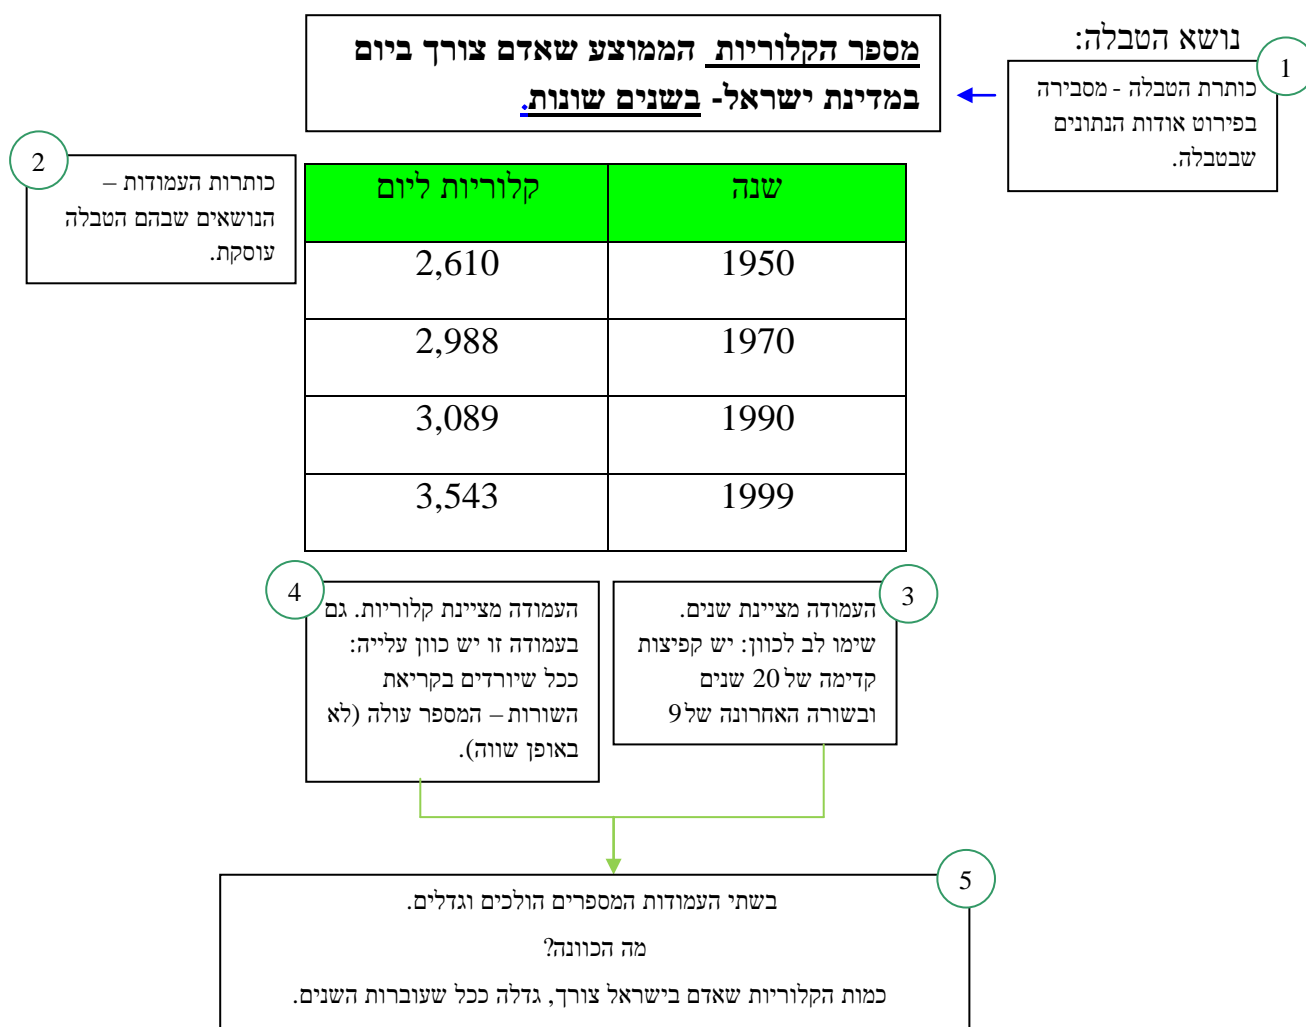 נושא הטבלה:
1
כותרת הטבלה - מסבירה
בפירוט אודות הנתונים
שבטבלה.
מספר הקלוריות הממוצע שאדם צורך ביום
במדינת ישראל- בשנים שונות.
2
כותרות העמודות –
הנושאים שבהם הטבלה
עוסקת.
שנה קלוריות ליום
1950 2,610
1970 2,988
1990 3,089
1999 3,543
3
העמודה מציינת שנים.
שימו לב לכוון: יש קפיצות
קדימה של 20 שנים
ובשורה האחרונה של 9
4
העמודה מציינת קלוריות. גם
בעמודה זו יש כוון עלייה:
ככל שיורדים בקריאת
השורות – המספר עולה (לא
באופן שווה).
5
בשתי העמודות המספרים הולכים וגדלים.
מה הכוונה?
כמות הקלוריות שאדם בישראל צורך, גדלה ככל שעוברות השנים.